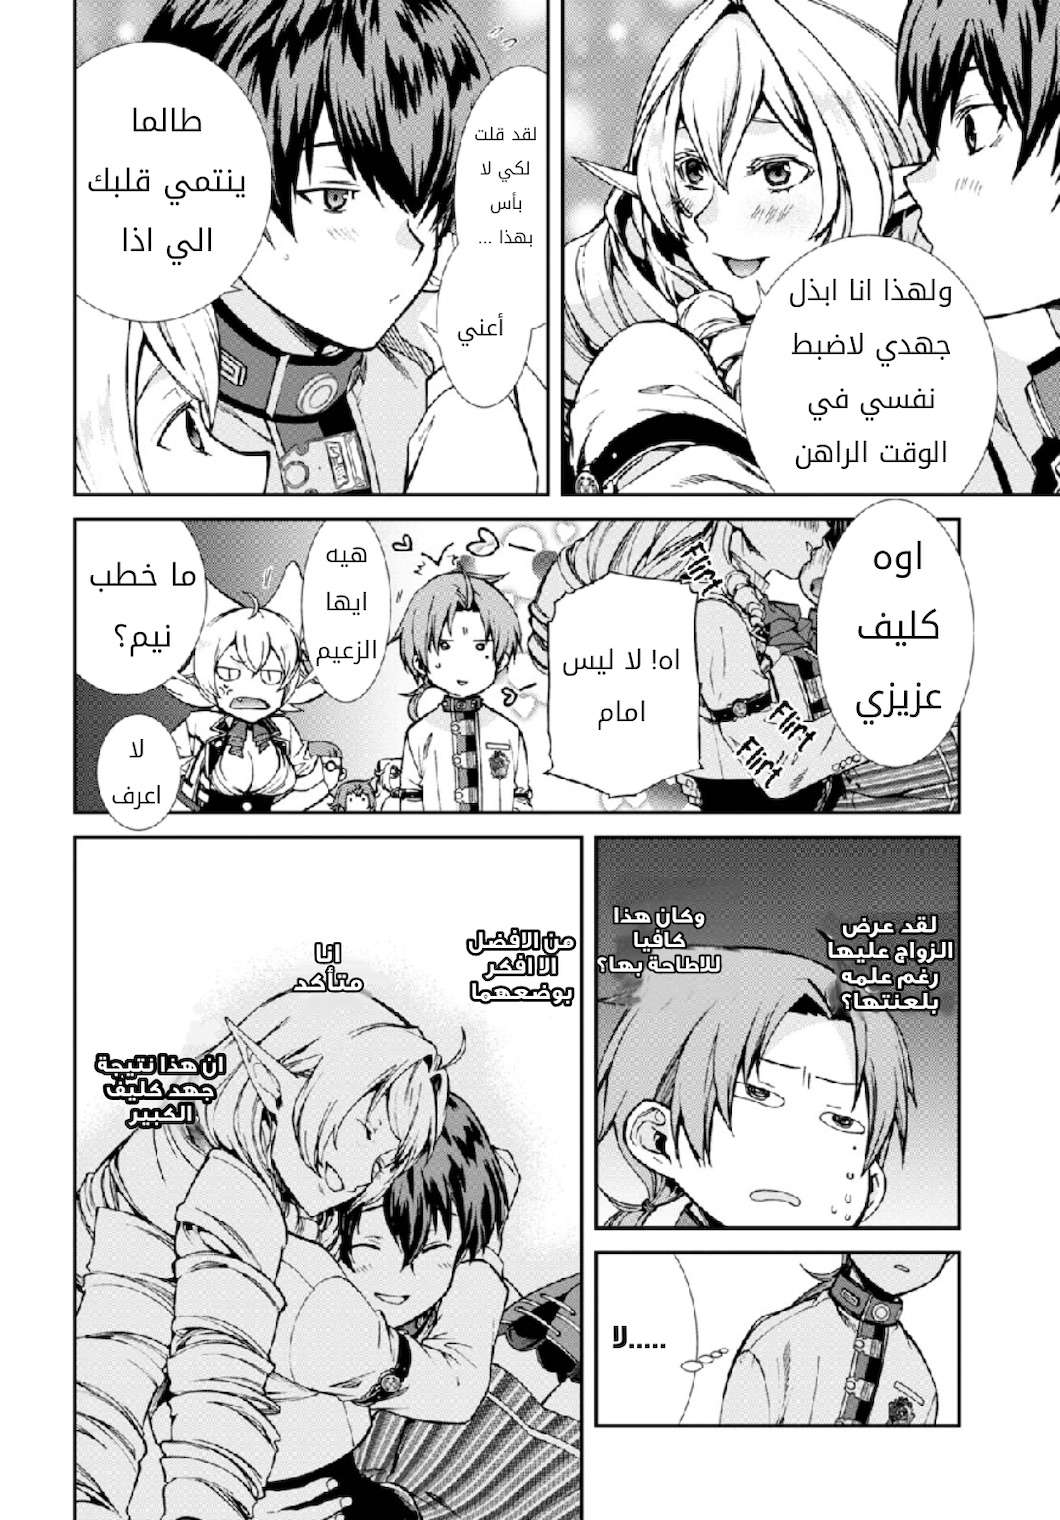 ولهذا انا ابذل
جهدي لاضبط
نفسي في
الوقت الراهن
لقد قلت
لكي لا
بأس
بهذا ...
أعني
طالما
ينتمي قلبك
الي اذا
اوه
كليف
عزيزي
Flirt
Flirt
Flirt
اه! لا ليس
امام
هيه
ايها
الزعيم
ما خطب
نيم؟
لا
اعرف
لقد عرض
الزواج عليها
رغم علمه
بلعنتها؟
وكان هذا
كافيا
للاطاحة بها؟
لا.....
من الافضل
الا افكر
بوضعهما
انا
متأكد
ان هذا نتيجة
جهد كليف
الكبير